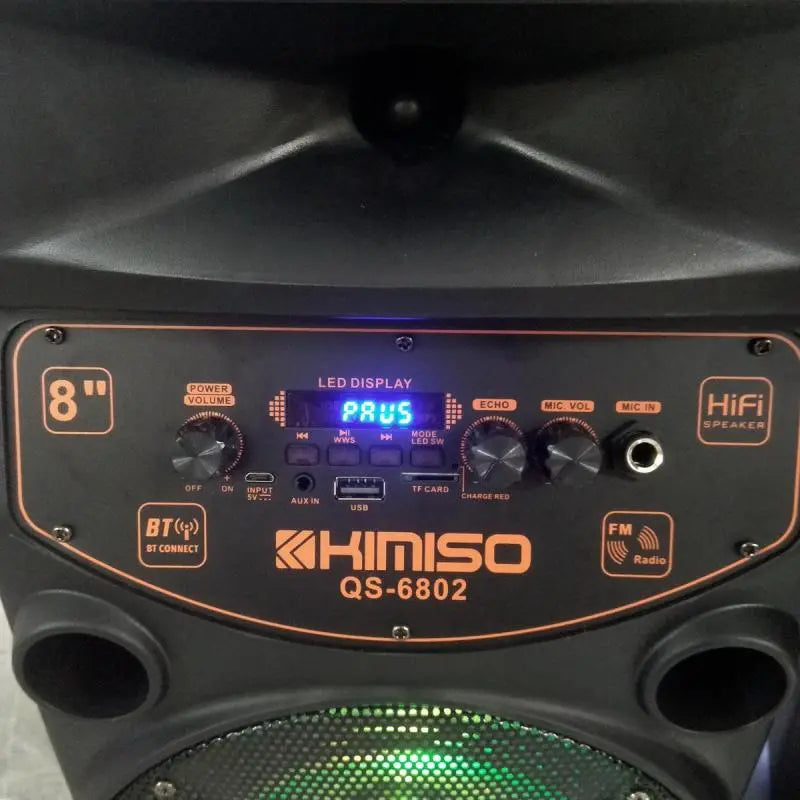 8"
POWER
VOLUME
OFF
ON
INPUT
5V
LED DISPLAY
PAUS
WWS
MODE
LED SW
AUX IN
USB
TF CARD
CHARGE RED
ECHO
MIC VOL
MIC IN
HiFi
SPEAKER
BT
BT CONNECT
KIMISO
QS-6802
FM
Radio